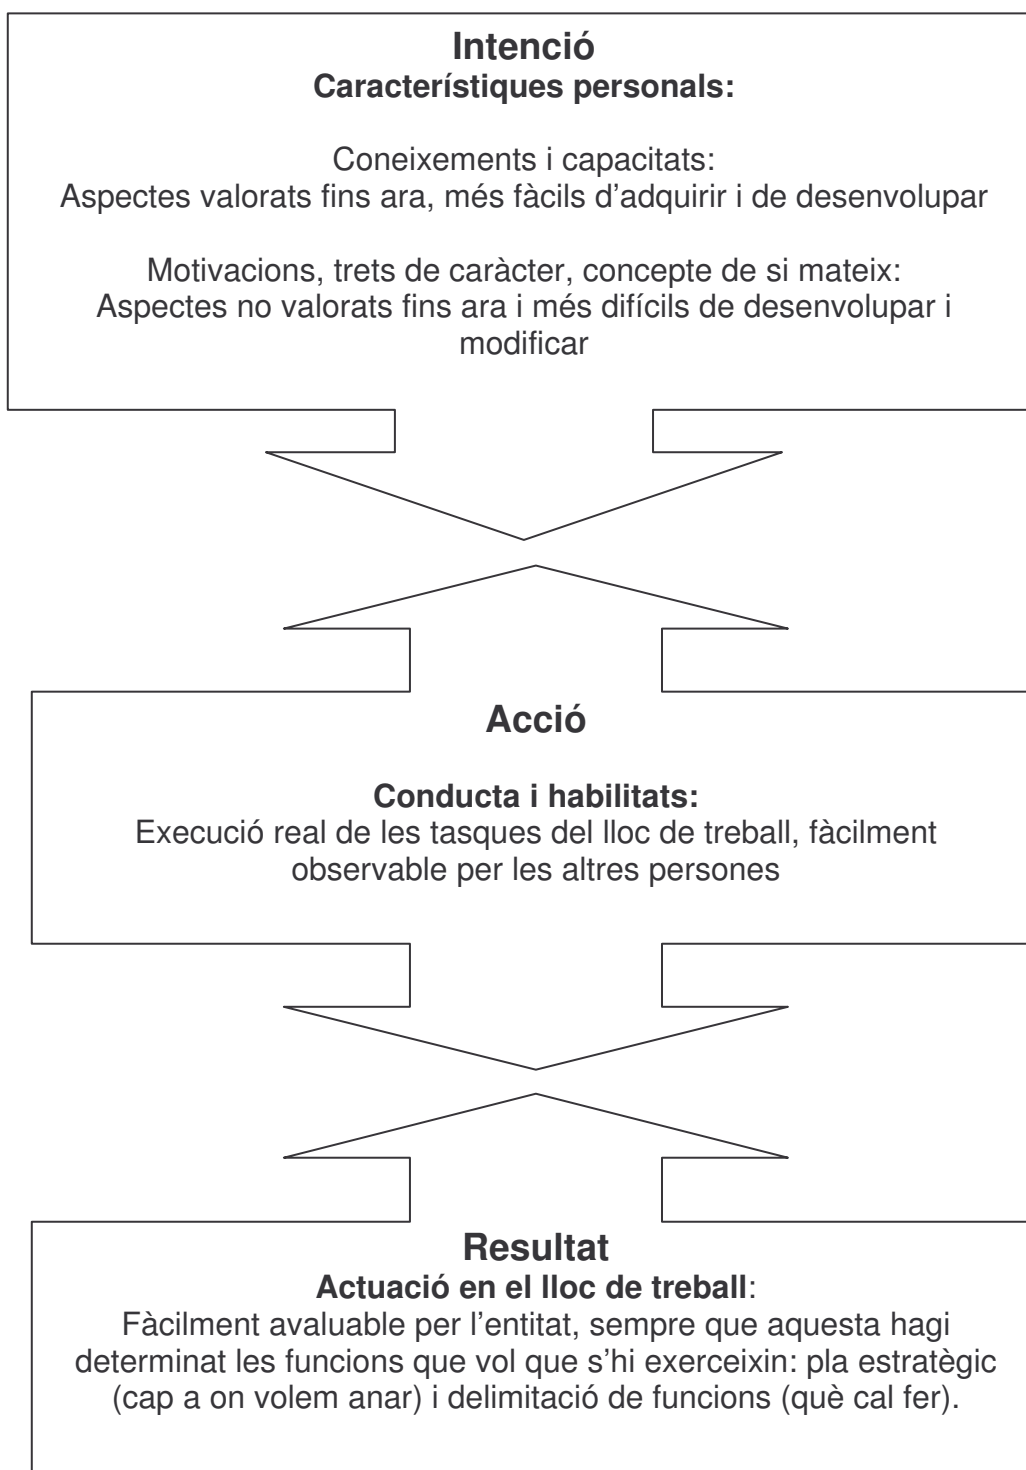 Intenció
Característiques personals:
Coneixements i capacitats:
Aspectes valorats fins ara, més fàcils d’adquirir i de desenvolupar
Motivacions, trets de caràcter, concepte de si mateix:
Aspectes no valorats fins ara i més difícils de desenvolupar i
modificar
Acció
Conducta i habilitats:
Execució real de les tasques del lloc de treball, fàcilment
observable per les altres persones
Resultat
Actuació en el lloc de treball:
Fàcilment avaluable per l’entitat, sempre que aquesta hagi
determinat les funcions que vol que s’hi exerceixin: pla estratègic
(cap a on volem anar) i delimitació de funcions (què cal fer).